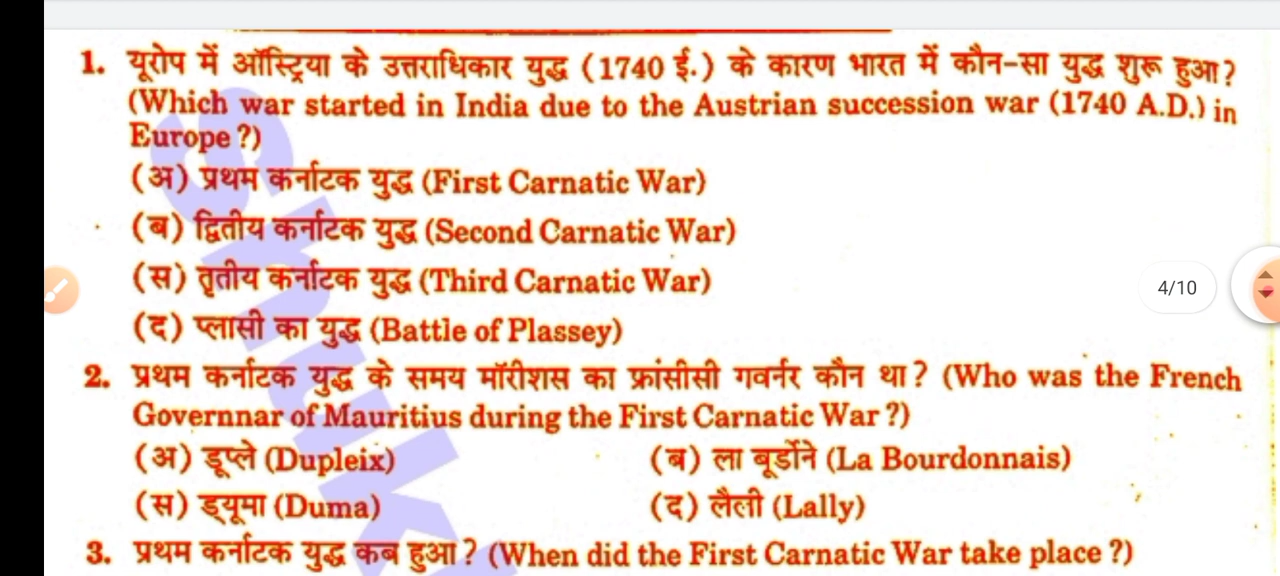 1. यूरोप में ऑस्ट्रिया के उत्तराधिकार युद्ध (1740 ई.) के कारण भारत में कौन-सा युद्ध शुरू हुआ?
(Which war started in India due to the Austrian succession war (1740 A.D.) in
Europe ?)
(अ) प्रथम कर्नाटक युद्ध (First Carnatic War)
(ब) द्वितीय कर्नाटक युद्ध (Second Carnatic War)
(स) तृतीय कर्नाटक युद्ध (Third Carnatic War)
4/10
(द) प्लासी का युद्ध (Battle of Plassey)
2. प्रथम कर्नाटक युद्ध के समय मॉरीशस का फ्रांसीसी गवर्नर कौन था? (Who was the French
Governnar of Mauritius during the First Carnatic War ?)
(अ) डूप्ले (Dupleix) (ब) ला बूर्डोने (La Bourdonnais)
(स) ड्यूमा (Duma) (द) लैली (Lally)
3. प्रथम कर्नाटक युद्ध कब हुआ? (When did the First Carnatic War take place ?)